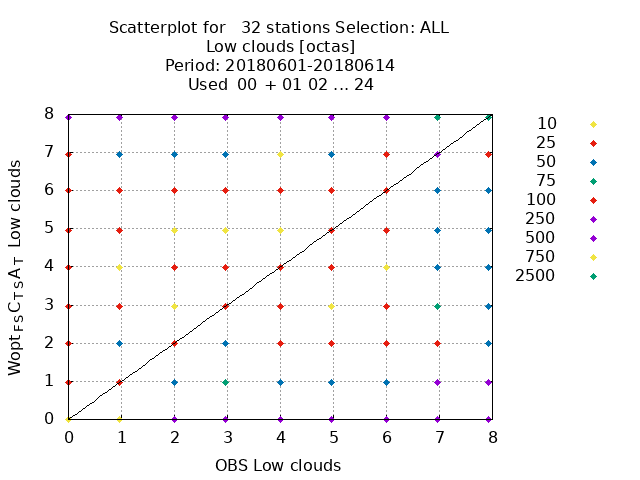 Scatterplot for   32 stations Selection: ALL
Low clouds [octas]
Period: 20180601-20180614
Used  00 + 01 02 ... 24
8
7
6
5
4
3
2
1
0
0 1 2 3 4 5 6 7 8
Wopt FS C TS A T  Low clouds
OBS Low clouds
10
25
50
75
100
250
500
750
2500